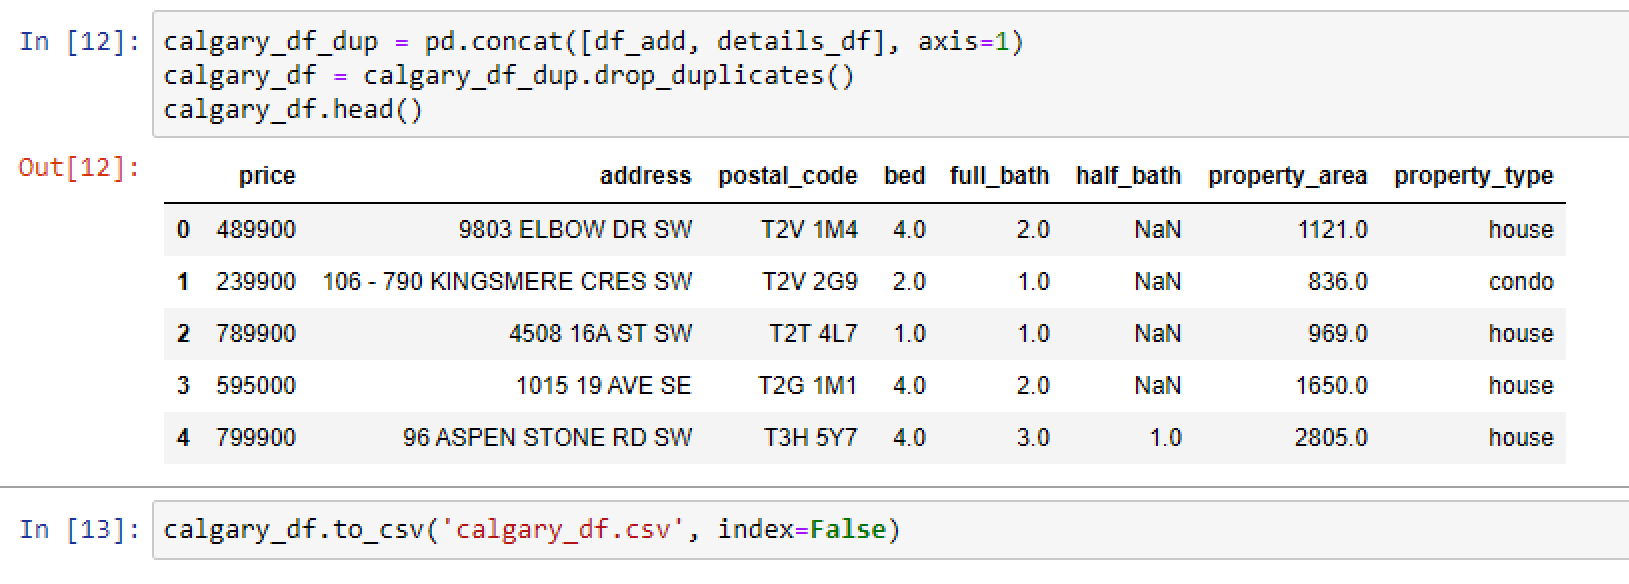 In [12]: calgary_df_dup = pd.concat([df_add, details_df], axis=1)
calgary_df = calgary_df_dup.drop_duplicates()
calgary_df.head()
Out[12]:
price address postal_code bed full_bath half_bath property_area property_type
0 489900 9803 ELBOW DR SW T2V 1M4 4.0 2.0 NaN 1121.0 house
1 239900 106 - 790 KINGSMERE CRES SW T2V 2G9 2.0 1.0 NaN 836.0 condo
2 789900 4508 16A ST SW T2T 4L7 1.0 1.0 NaN 969.0 house
3 595000 1015 19 AVE SE T2G 1M1 4.0 2.0 NaN 1650.0 house
4 799900 96 ASPEN STONE RD SW T3H 5Y7 4.0 3.0 1.0 2805.0 house
In [13]: calgary_df.to_csv('calgary_df.csv', index=False)